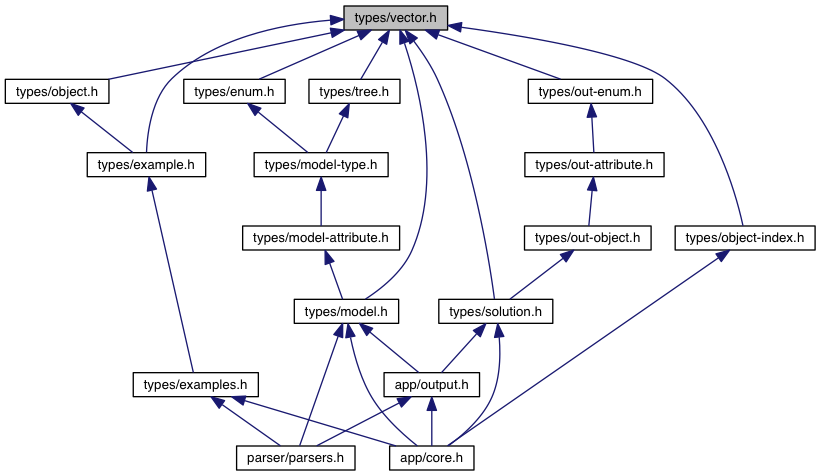 types/vector.h
types/object.h
types/enum.h
types/tree.h
types/out-enum.h
types/example.h
types/model-type.h
types/out-attribute.h
types/model-attribute.h
types/out-object.h
types/object-index.h
types/model.h
types/solution.h
types/examples.h
app/output.h
parser/parsers.h
app/core.h